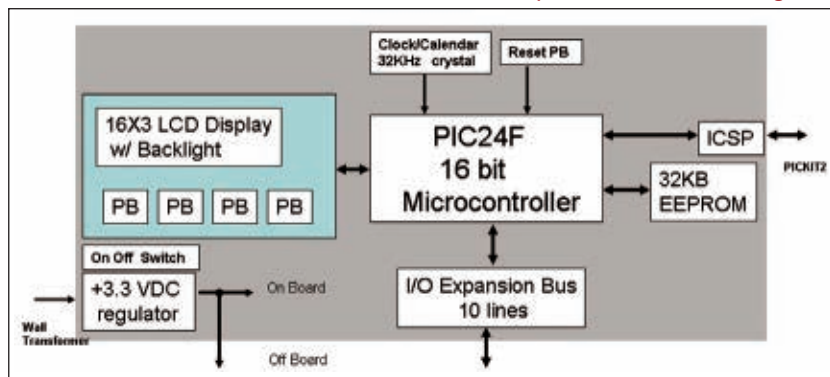 Clock/Calendar
32KHz crystal
Reset PB
16X3 LCD Display
w/ Backlight
PB PB PB PB
PIC24F
16 bit
Microcontroller
ICSP
PICKIT2
32KB
EEPROM
On Off Switch
+3.3 VDC
regulator
On Board
I/O Expansion Bus
10 lines
Wall
Transformer
Off Board